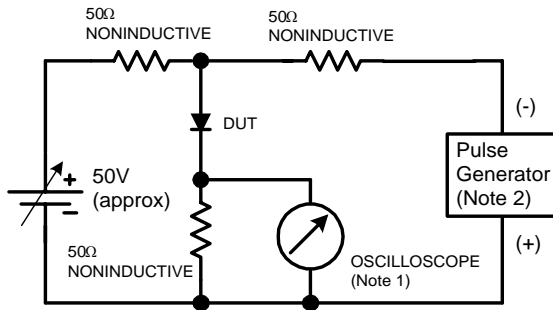 50Ω
NONINDUCTIVE
50Ω
NONINDUCTIVE
DUT
(-)
+
50V
(approx)
−
Pulse
Generator
(Note 2)
(+)
50Ω
NONINDUCTIVE
OSCILLOSCOPE
(Note 1)